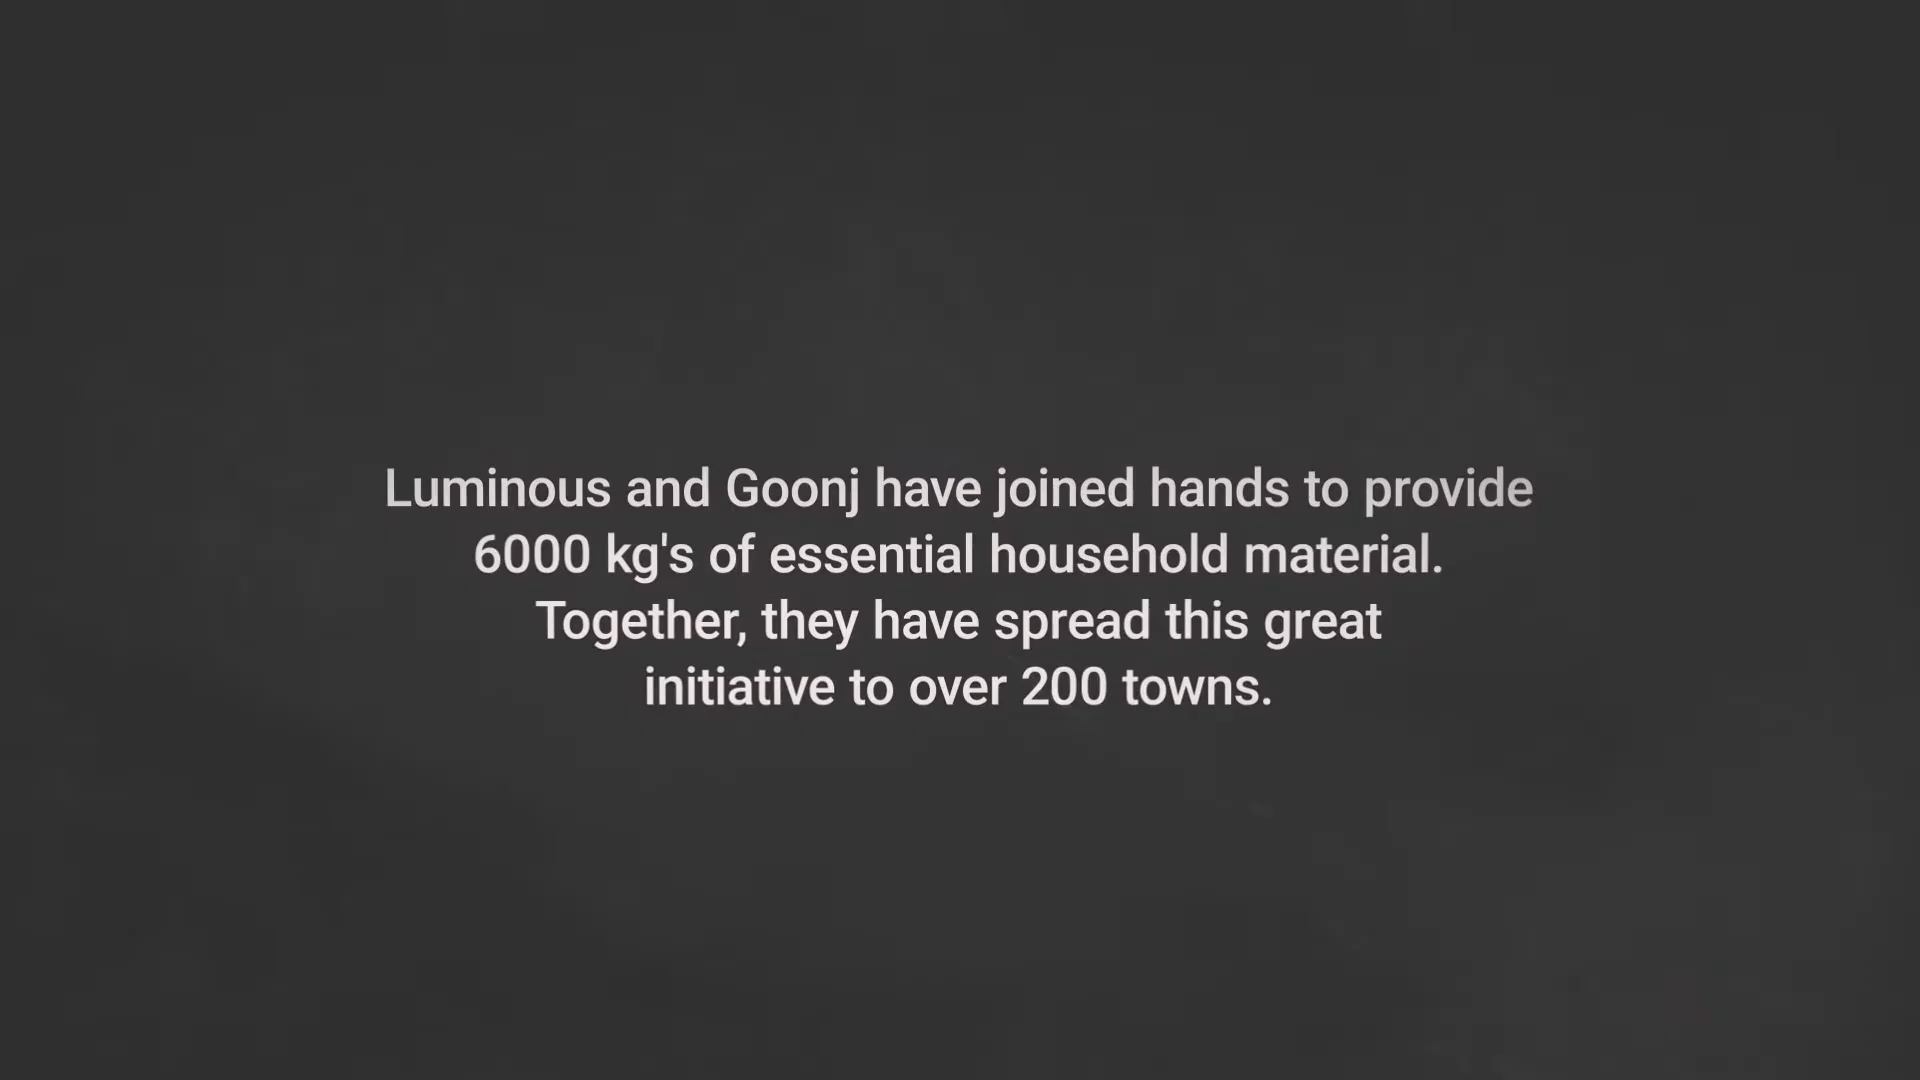 Luminous and Goonj have joined hands to provide
6000 kg's of essential household material.
Together, they have spread this great
initiative to over 200 towns.